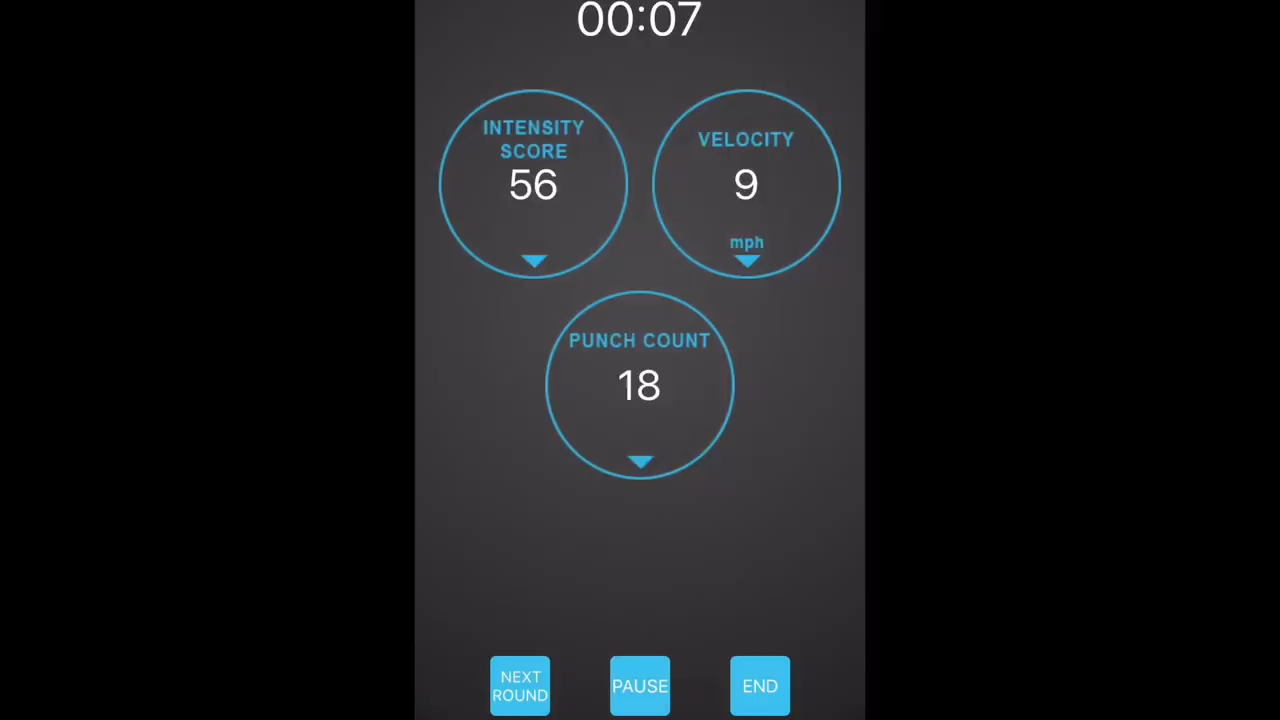 00:07
INTENSITY
SCORE
56
VELOCITY
9
mph
PUNCH COUNT
18
NEXT
ROUND
PAUSE
END